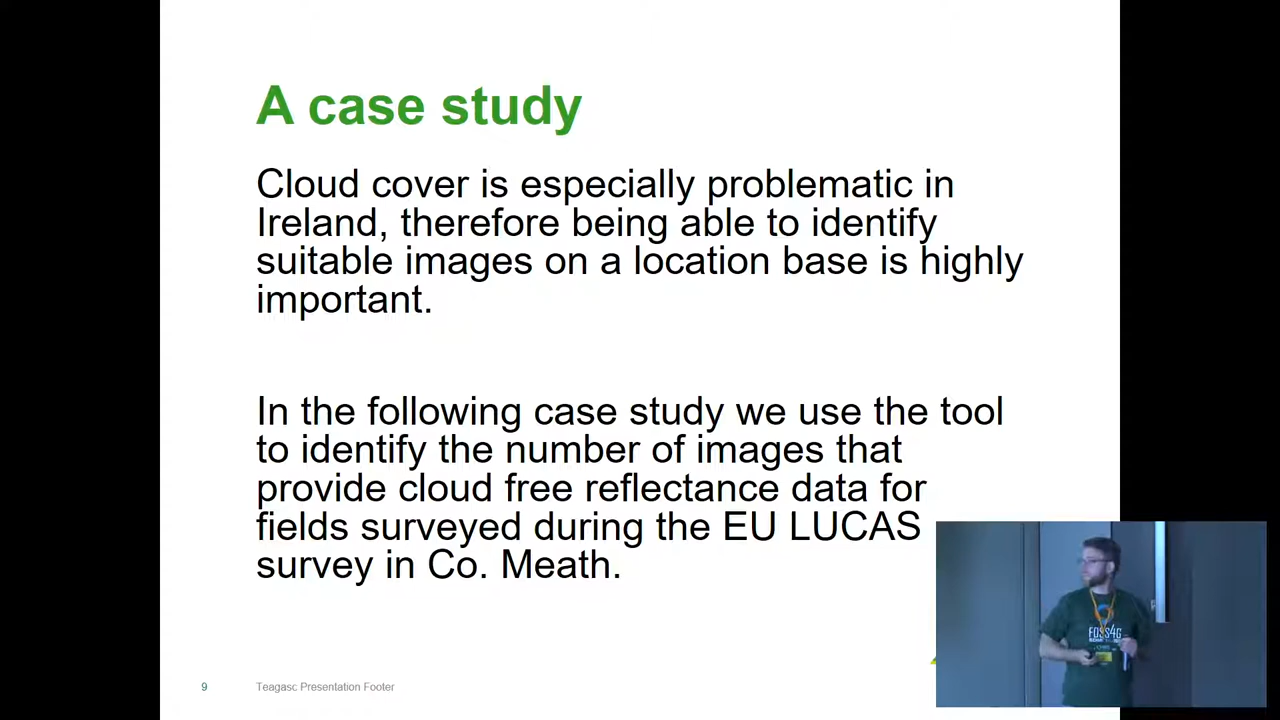 A case study
Cloud cover is especially problematic in
Ireland, therefore being able to identify
suitable images on a location base is highly
important.
In the following case study we use the tool
to identify the number of images that
provide cloud free reflectance data for
fields surveyed during the EU LUCAS
survey in Co. Meath.
9 Teagasc Presentation Footer
FOSS4G